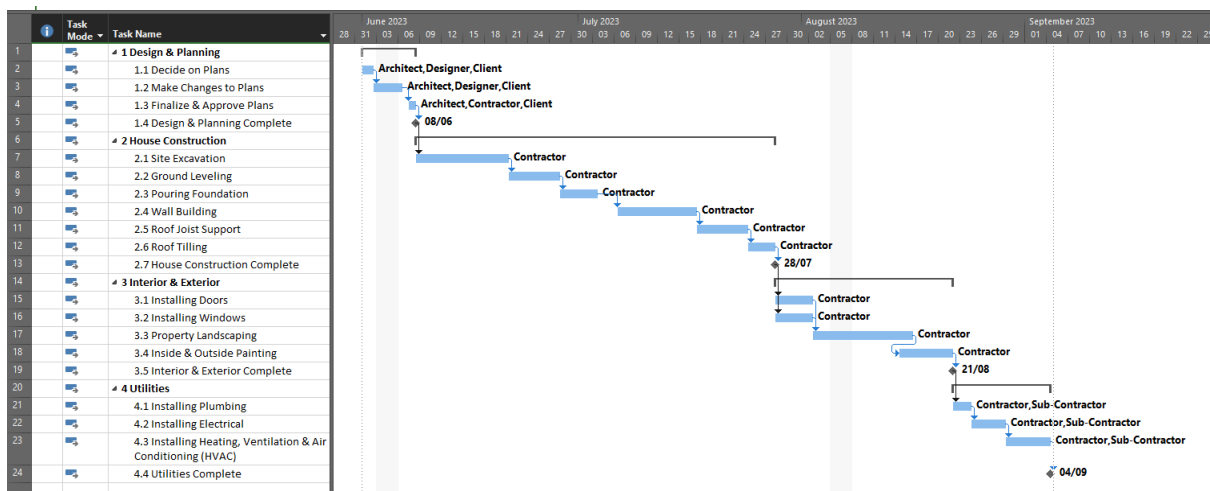 June 2023 July 2023 August 2023 September 2023
Task Mode Task Name 28 31 03 06 09 12 15 18 21 24 27 30 03 06 09 12 15 18 21 24 27 30 02 05 08 11 14 17 20 23 26 29 01 04 07 10 13 16 19 22 25
1 1 Design & Planning
2 1.1 Decide on Plans Architect,Designer,Client
3 1.2 Make Changes to Plans Architect,Designer,Client
4 1.3 Finalize & Approve Plans Architect,Contractor,Client
5 1.4 Design & Planning Complete 08/06
6 2 House Construction
7 2.1 Site Excavation Contractor
8 2.2 Ground Leveling Contractor
9 2.3 Pouring Foundation Contractor
10 2.4 Wall Building Contractor
11 2.5 Roof Joist Support Contractor
12 2.6 Roof Tilling Contractor
13 2.7 House Construction Complete 28/07
14 3 Interior & Exterior
15 3.1 Installing Doors Contractor
16 3.2 Installing Windows Contractor
17 3.3 Property Landscaping Contractor
18 3.4 Inside & Outside Painting Contractor
19 3.5 Interior & Exterior Complete 21/08
20 4 Utilities
21 4.1 Installing Plumbing Contractor,Sub-Contractor
22 4.2 Installing Electrical Contractor,Sub-Contractor
23 4.3 Installing Heating, Ventilation & Air Contractor,Sub-Contractor
Conditioning (HVAC)
24 4.4 Utilities Complete 04/09